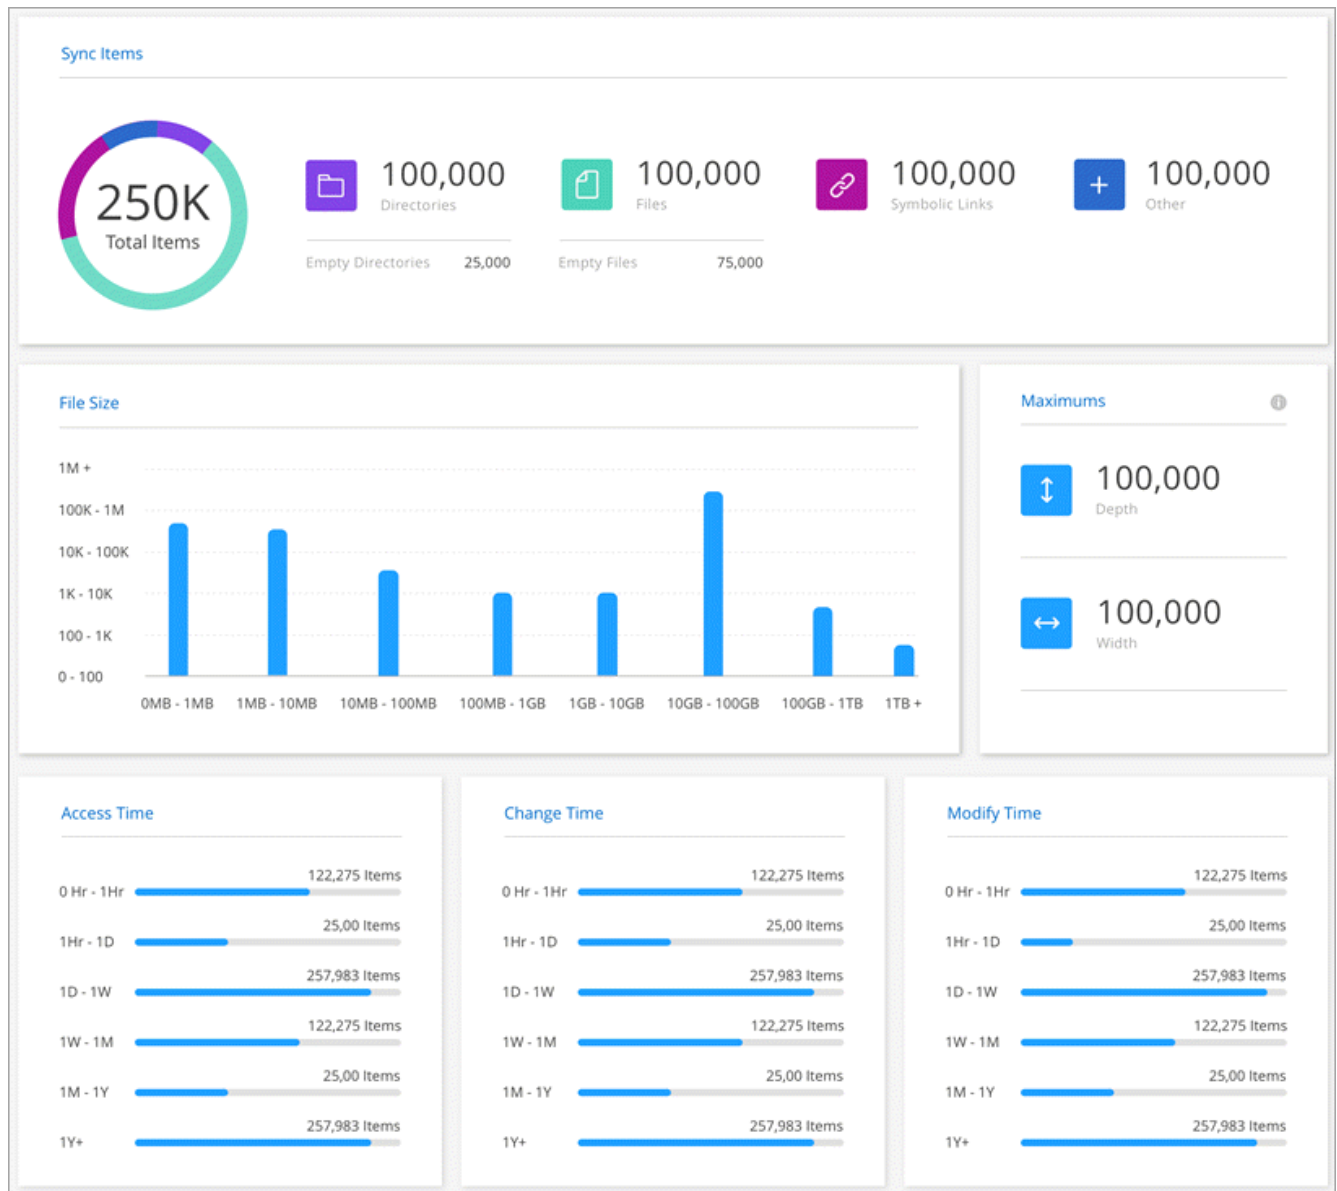 Sync Items
250K
Total Items
100,000
Directories
Empty Directories 25,000
100,000
Files
Empty Files 75,000
100,000
Symbolic Links
100,000
Other
File Size
1M +
100K - 1M
10K - 100K
1K - 10K
100 - 1K
0 - 100
0MB - 1MB 1MB - 10MB 10MB - 100MB 100MB - 1GB 1GB - 10GB 10GB - 100GB 100GB - 1TB 1TB +
Maximums
100,000
Depth
100,000
Width
Access Time
122,275 Items
0 Hr - 1Hr
25,00 Items
1Hr - 1D
257,983 Items
1D - 1W
122,275 Items
1W - 1M
25,00 Items
1M - 1Y
257,983 Items
1Y+
Change Time
122,275 Items
0 Hr - 1Hr
25,00 Items
1Hr - 1D
257,983 Items
1D - 1W
122,275 Items
1W - 1M
25,00 Items
1M - 1Y
257,983 Items
1Y+
Modify Time
122,275 Items
0 Hr - 1Hr
25,00 Items
1Hr - 1D
257,983 Items
1D - 1W
122,275 Items
1W - 1M
25,00 Items
1M - 1Y
257,983 Items
1Y+